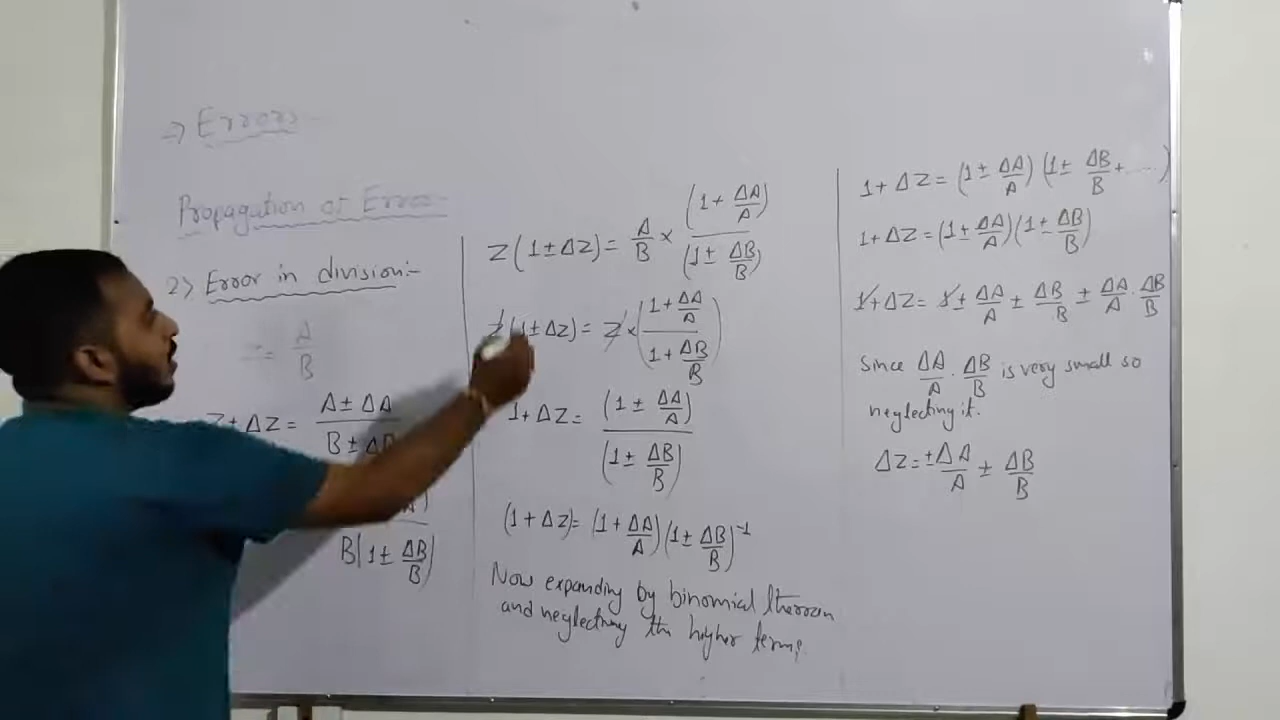 => Errors
Propagation of Error
2> Error in division:-
Z = A/B
Z ± ΔZ = (A ± ΔA)/(B ± ΔB)
B(1 ± ΔB/B)
Z(1 ± ΔZ) = A/B × (1 + ΔA/A)/(1 ± ΔB/B)
Z(1 ± ΔZ) = Z × ((1 + ΔA/A)/(1 + ΔB/B))
1 + ΔZ = (1 ± ΔA/A)/(1 ± ΔB/B)
(1 + ΔZ) = (1 + ΔA/A)(1 ± ΔB/B)⁻¹
Now expanding by binomial theorem
and neglecting the higher terms
1 + ΔZ = (1 ± ΔA/A)(1 ± ΔB/B + ......)
1 + ΔZ = (1 ± ΔA/A)(1 ± ΔB/B)
1 + ΔZ = 1 ± ΔA/A ± ΔB/B ± ΔA/A . ΔB/B
since ΔA/A . ΔB/B is very small so
neglecting it.
ΔZ = ± ΔA/A ± ΔB/B